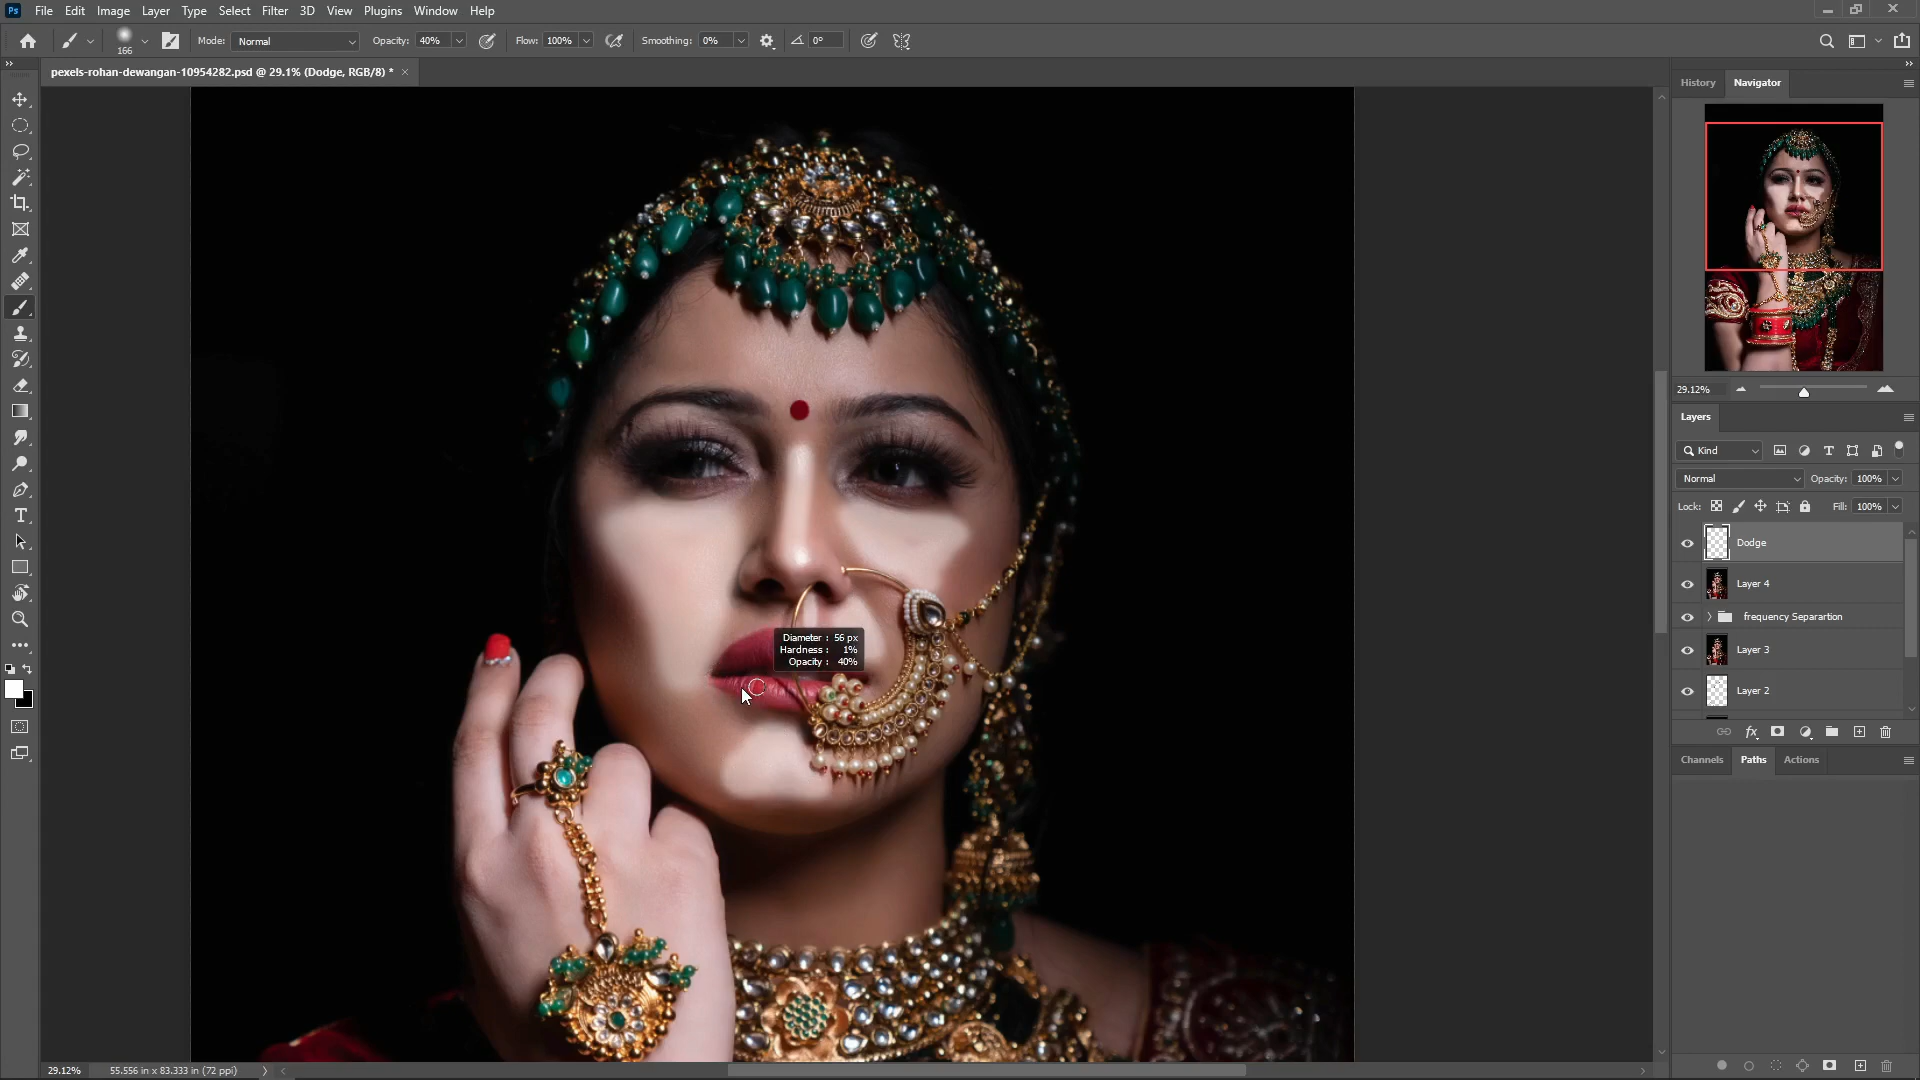 Ps File Edit Image Layer Type Select Filter 3D View Plugins Window Help
166 Mode: Normal Opacity: 40% Flow: 100% Smoothing: 0% 0°
pexels-rohan-dewangan-10954282.psd @ 29.1% (Dodge, RGB/8) * ×
History Navigator
29.12%
Layers
Kind
Normal Opacity: 100%
Lock: Fill: 100%
Dodge
Layer 4
frequency Separartion
Layer 3
Layer 2
fx
Channels Paths Actions
Diameter : 56 px
Hardness : 1%
Opacity : 40%
29.12% 55.556 in x 83.333 in (72 ppi)